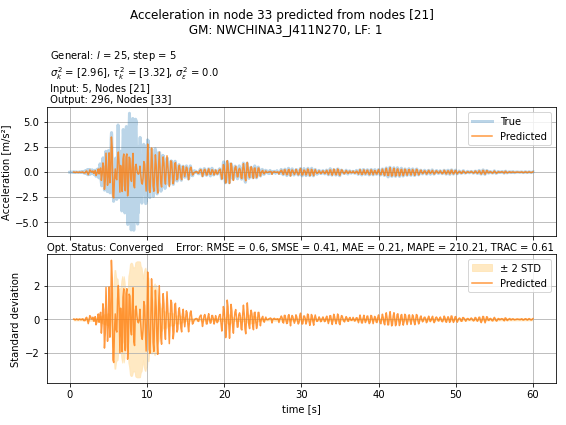 Acceleration in node 33 predicted from nodes [21]
GM: NWCHINA3_J411N270, LF: 1
General: l = 25, step = 5
σ²ₖ = [2.96], τ²ₖ = [3.32], σ²ε = 0.0
Input: 5, Nodes [21]
Output: 296, Nodes [33]
5.0
2.5
0.0
−2.5
−5.0
Acceleration [m/s²]
True
Predicted
Opt. Status: Converged Error: RMSE = 0.6, SMSE = 0.41, MAE = 0.21, MAPE = 210.21, TRAC = 0.61
2
0
−2
Standard deviation
± 2 STD
Predicted
0 10 20 30 40 50 60
time [s]